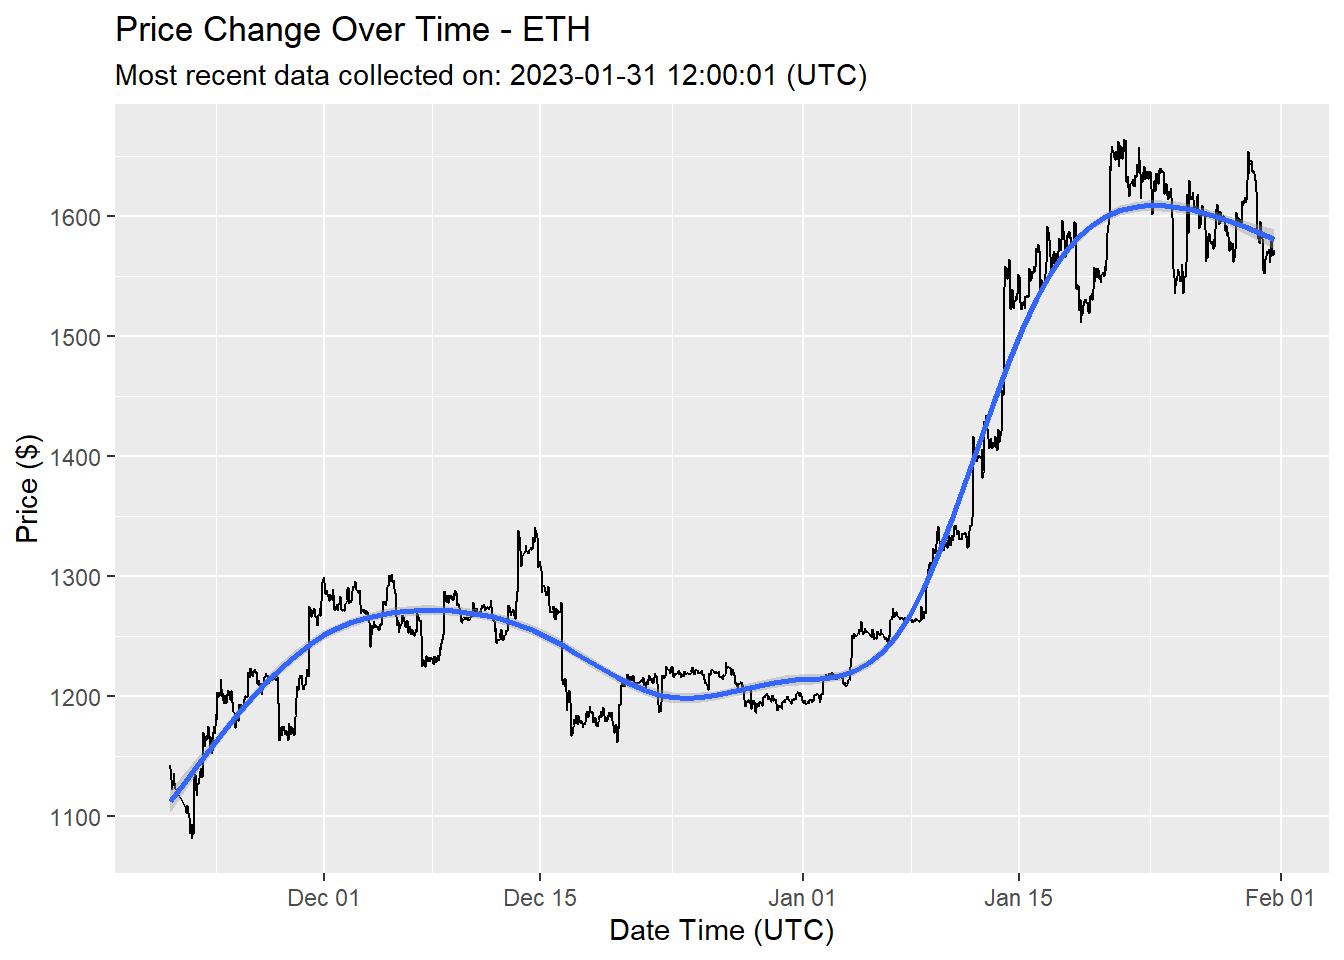 Price Change Over Time - ETH
Most recent data collected on: 2023-01-31 12:00:01 (UTC)
Price ($)
1600
1500
1400
1300
1200
1100
Dec 01
Dec 15
Jan 01
Jan 15
Feb 01
Date Time (UTC)